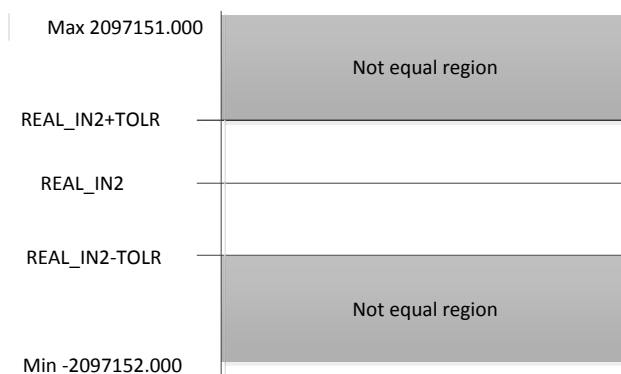 Max 2097151.000
Not equal region
REAL_IN2+TOLR
REAL_IN2
REAL_IN2-TOLR
Not equal region
Min -2097152.000